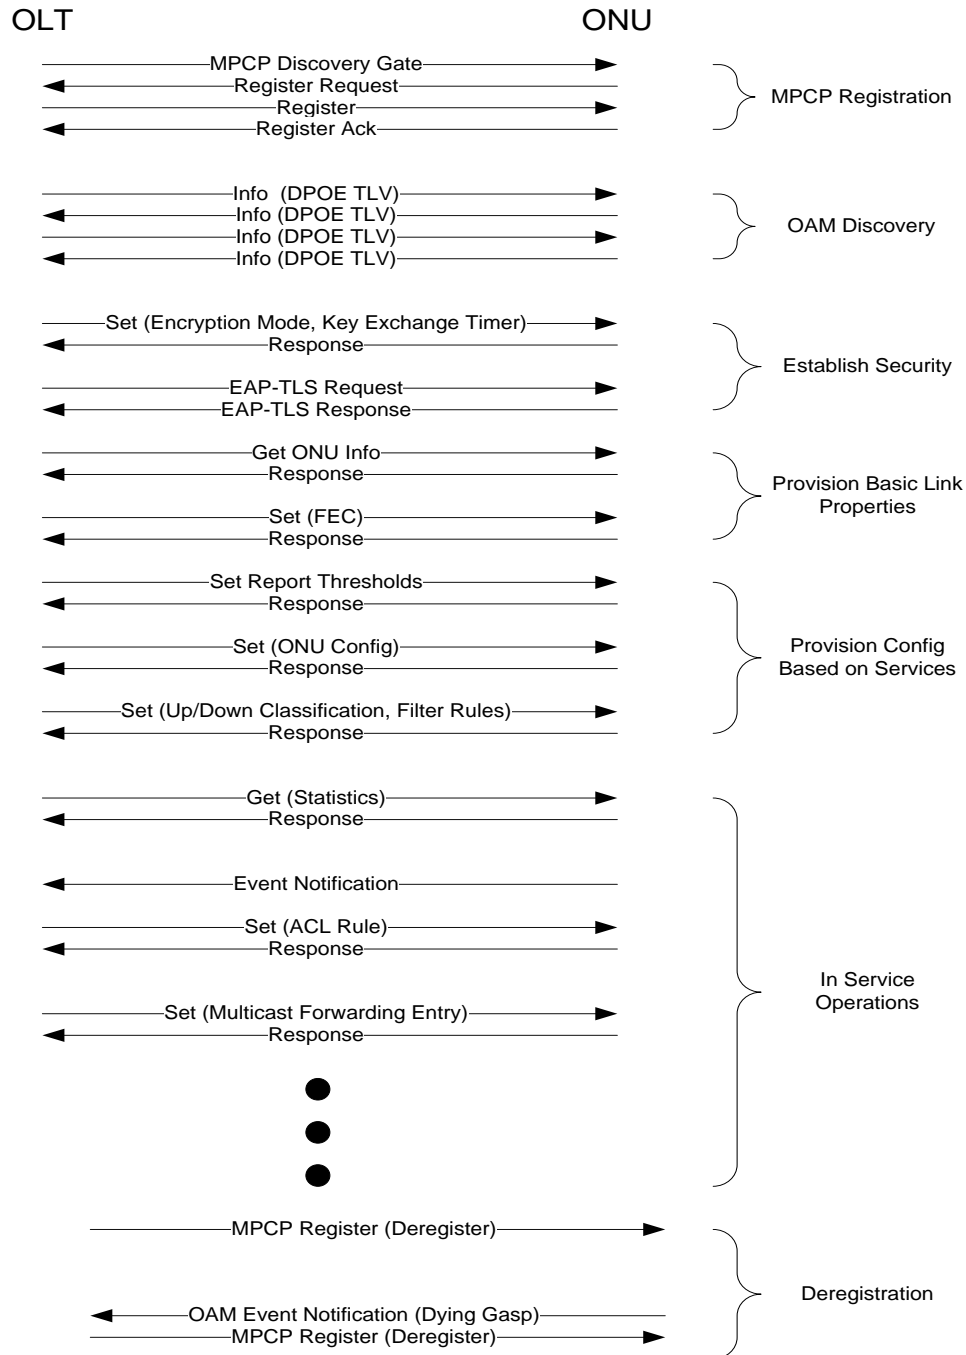 OLT
ONU
MPCP Discovery Gate
Register Request
Register
Register Ack
MPCP Registration
Info (DPOE TLV)
Info (DPOE TLV)
Info (DPOE TLV)
Info (DPOE TLV)
OAM Discovery
Set (Encryption Mode, Key Exchange Timer)
Response
EAP-TLS Request
EAP-TLS Response
Establish Security
Get ONU Info
Response
Set (FEC)
Response
Provision Basic Link
Properties
Set Report Thresholds
Response
Set (ONU Config)
Response
Set (Up/Down Classification, Filter Rules)
Response
Provision Config
Based on Services
Get (Statistics)
Response
Event Notification
Set (ACL Rule)
Response
Set (Multicast Forwarding Entry)
Response
In Service
Operations
MPCP Register (Deregister)
OAM Event Notification (Dying Gasp)
MPCP Register (Deregister)
Deregistration